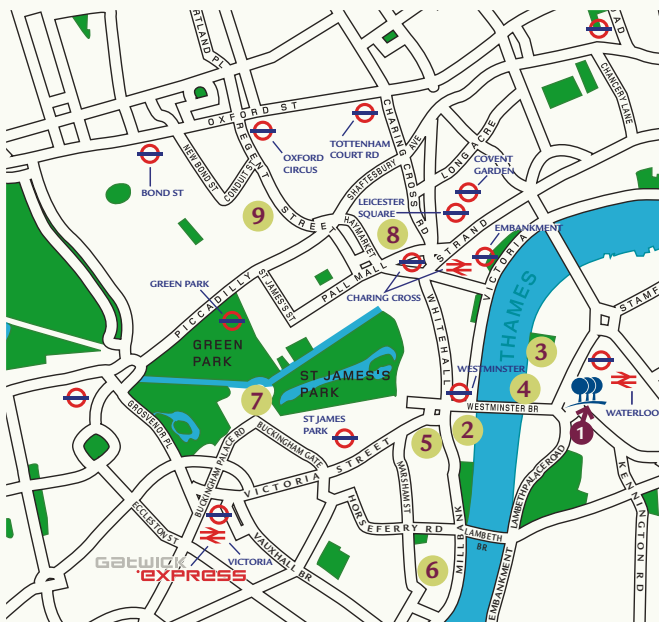 RTLAND PL
AD
CHANCERY LANE
OXFORD ST
CHARING CROSS RD
TOTTENHAM
COURT RD
OXFORD
CIRCUS
REGENT
STREE
NEW BOND ST
CONDUIT S
BOND ST
SHAFTESBURY AVE
LONG ACRE
COVENT
GARDEN
LEICESTER
SQUARE
9
8
HAYMARKET
STRAND
EMBANKMENT
VICTORIA
PALL MALL
CHARING CROSS
ST JAMES'S ST
PICCADILLY
GREEN PARK
GREEN
PARK
ST JAMES'S
PARK
WHITEHALL
THAMES
STAMF
3
WESTMINSTER
4
WATERLOO
WESTMINSTER BR
1
7
ST JAMES
PARK
GROSVENOR PL
BUCKINGHAM PALACE RD
BUCKINGHAM GATE
VICTORIA STREET
5
2
MARSHAM ST
LAMBETH PALACE ROAD
KENNINGTON RD
HORSEFERRY RD
MILLBANK
LAMBETH
BR
ECCLESTON ST
VAUXHALL BR
VICTORIA
GATWICK
EXPRESS
6
EMBANKMENT